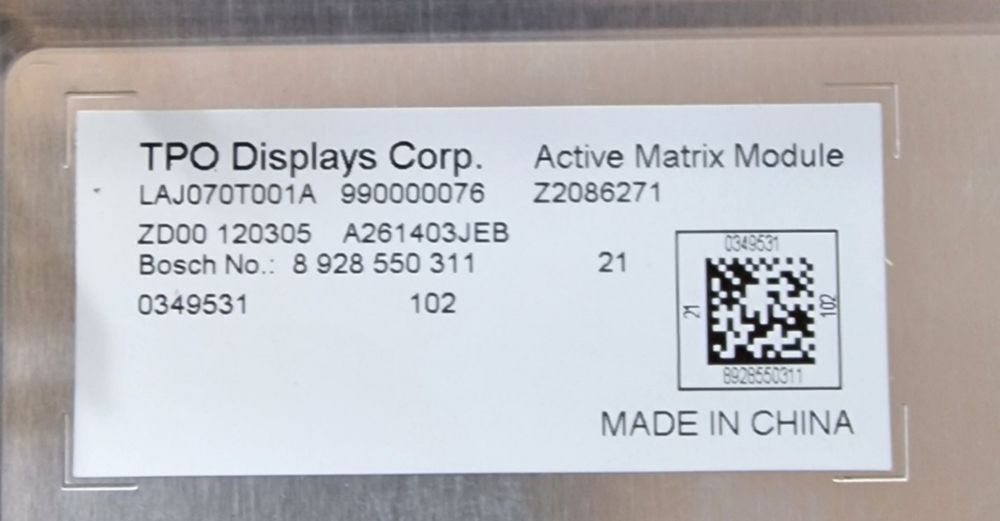 TPO Displays Corp. Active Matrix Module
LAJ070T001A 990000076 Z2086271
ZD00 120305 A261403JEB
Bosch No.: 8 928 550 311 21
0349531 102
0349531
21
102
8928550311
MADE IN CHINA